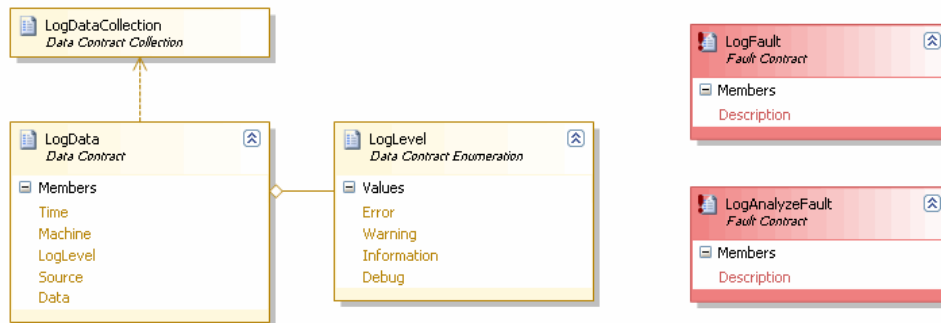 LogDataCollection
Data Contract Collection
LogData
Data Contract
Members
Time
Machine
LogLevel
Source
Data
LogLevel
Data Contract Enumeration
Values
Error
Warning
Information
Debug
LogFault
Fault Contract
Members
Description
LogAnalyzeFault
Fault Contract
Members
Description